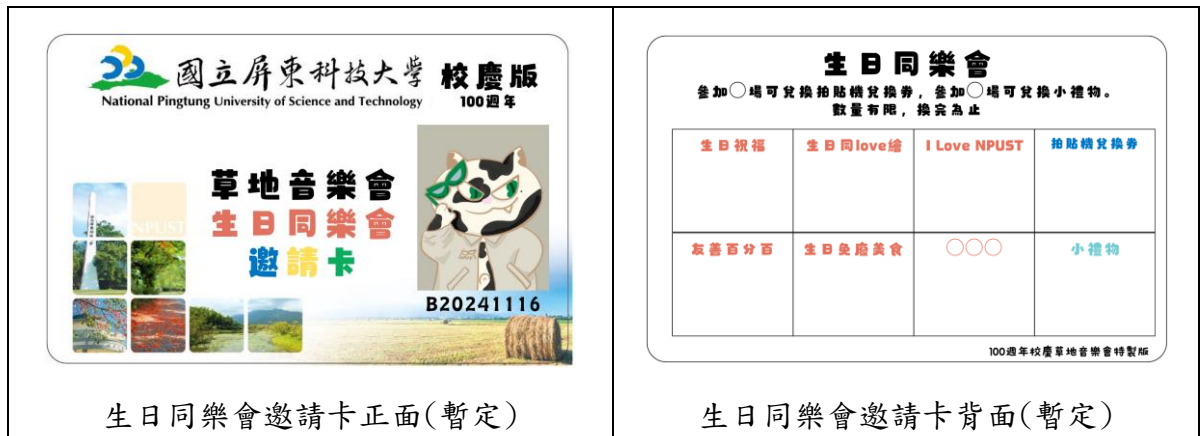 國立屏東科技大學
National Pingtung University of Science and Technology
校慶版
100週年
NPUST
草地音樂會
生日同樂會
邀請卡
B20241116
生日同樂會邀請卡正面(暫定)
生日同樂會
參加○場可兌換拍貼機兌換券，參加○場可兌換小禮物。
數量有限，換完為止
生日祝福
生日同love繪
I Love NPUST
拍貼機兌換券
友善百分百
生日免廢美食
○○○
小禮物
100週年校慶草地音樂會特製版
生日同樂會邀請卡背面(暫定)